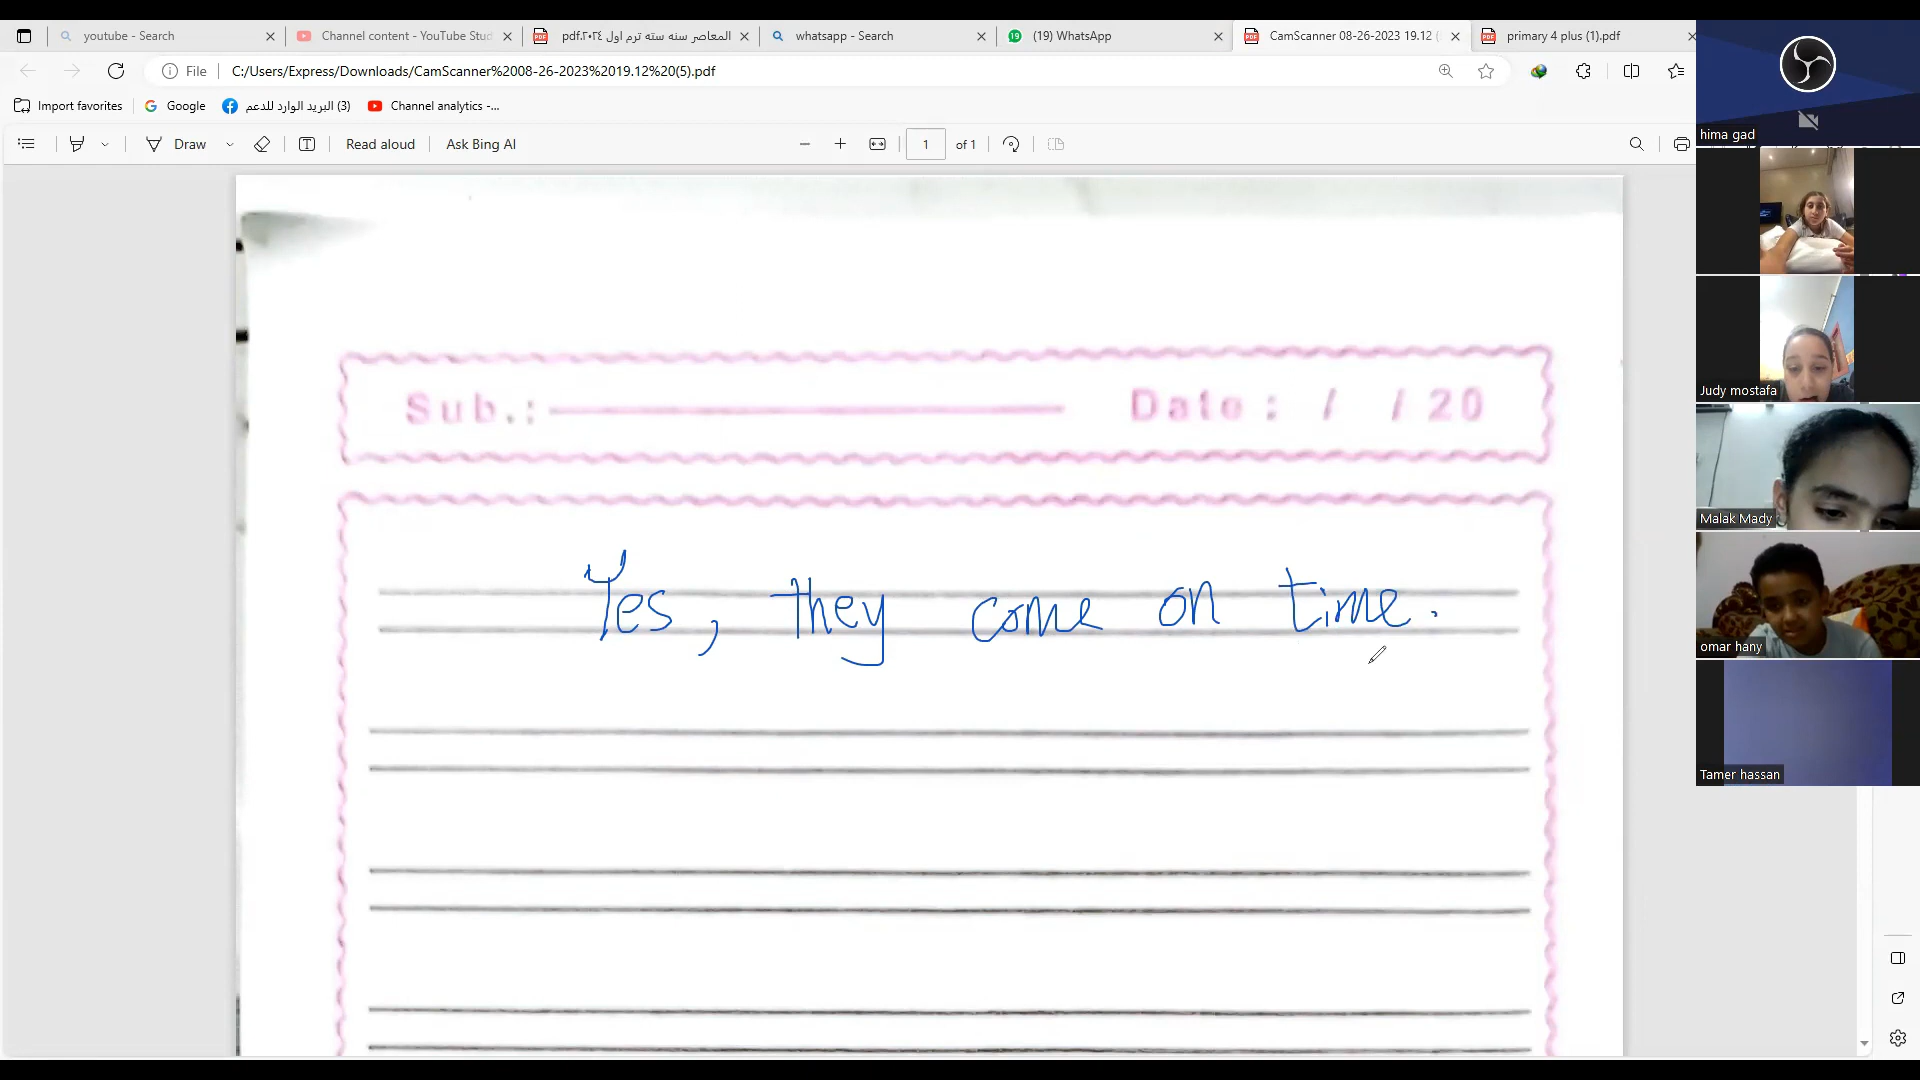 youtube - Search
Channel content - YouTube Stud
المعاصر سنه سته ترم اول ٢٠٢٤.pdf
whatsapp - Search
(19) WhatsApp
CamScanner 08-26-2023 19.12 (
primary 4 plus (1).pdf
File
C:/Users/Express/Downloads/CamScanner%2008-26-2023%2019.12%20(5).pdf
Import favorites
Google
(3) البريد الوارد للدعم
Channel analytics -...
Draw
Read aloud
Ask Bing AI
1
of 1
hima gad
Judy mostafa
Malak Mady
omar hany
Tamer hassan
Sub.:
Date: / / 20
Yes, they come on time.